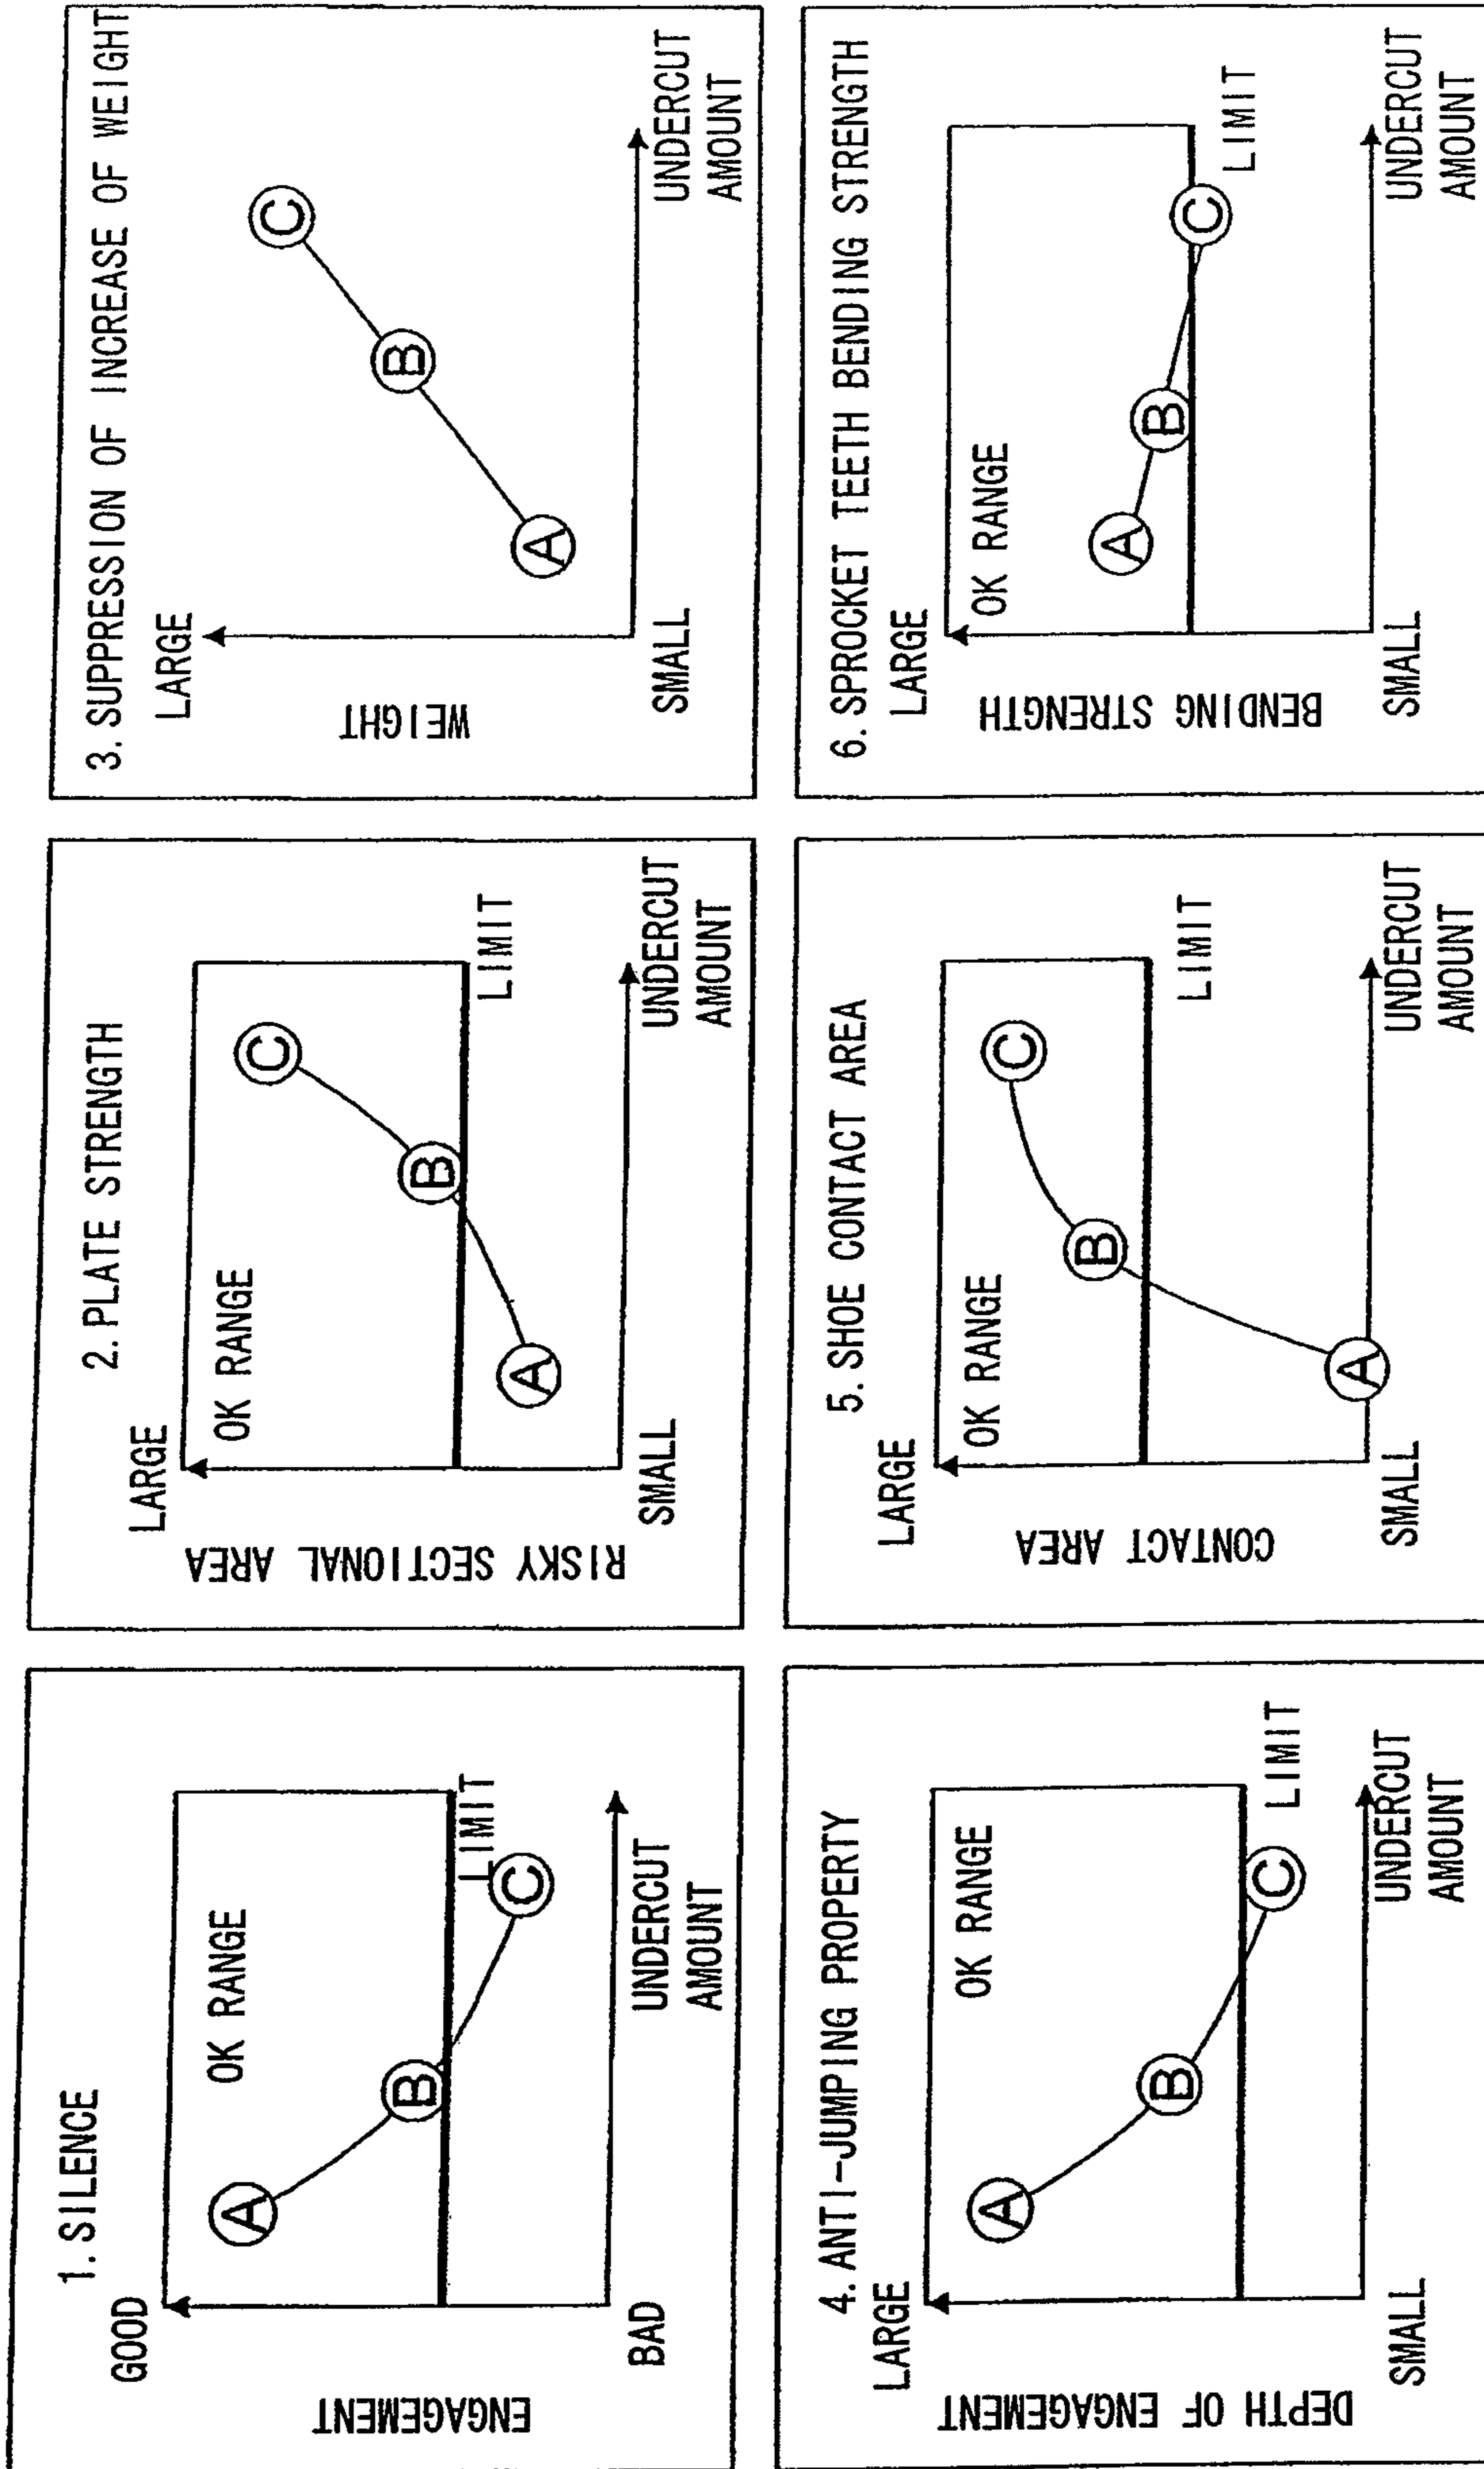 1. SILENCE
GOOD
OK RANGE
A
B
C
LIMIT
BAD
ENGAGEMENT
UNDERCUT
AMOUNT
2. PLATE STRENGTH
LARGE
OK RANGE
A
B
C
LIMIT
SMALL
RISKY SECTIONAL AREA
UNDERCUT
AMOUNT
3. SUPPRESSION OF INCREASE OF WEIGHT
LARGE
A
B
C
SMALL
WEIGHT
UNDERCUT
AMOUNT
4. ANTI-JUMPING PROPERTY
LARGE
OK RANGE
A
B
C
LIMIT
SMALL
DEPTH OF ENGAGEMENT
UNDERCUT
AMOUNT
5. SHOE CONTACT AREA
LARGE
OK RANGE
A
B
C
LIMIT
SMALL
CONTACT AREA
UNDERCUT
AMOUNT
6. SPROCKET TEETH BENDING STRENGTH
LARGE
OK RANGE
A
B
C
LIMIT
SMALL
BENDING STRENGTH
UNDERCUT
AMOUNT